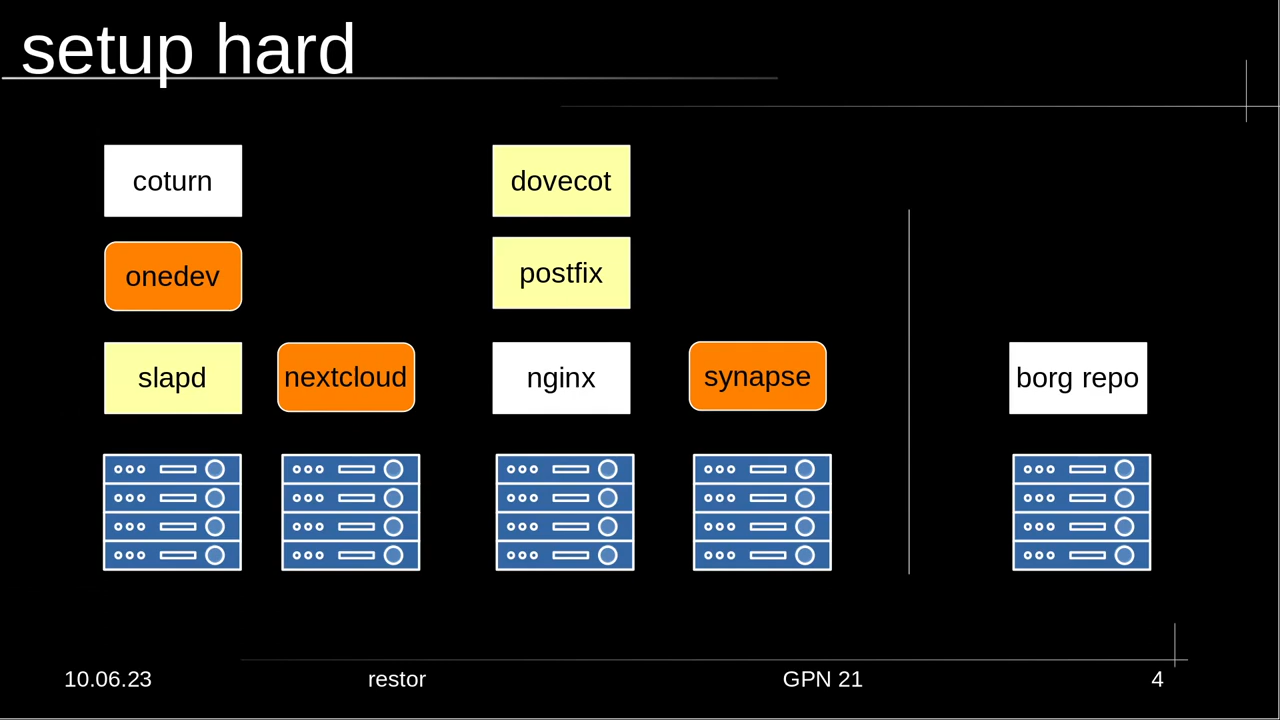 setup hard
coturn
dovecot
onedev
postfix
slapd
nextcloud
nginx
synapse
borg repo
10.06.23
restor
GPN 21
4